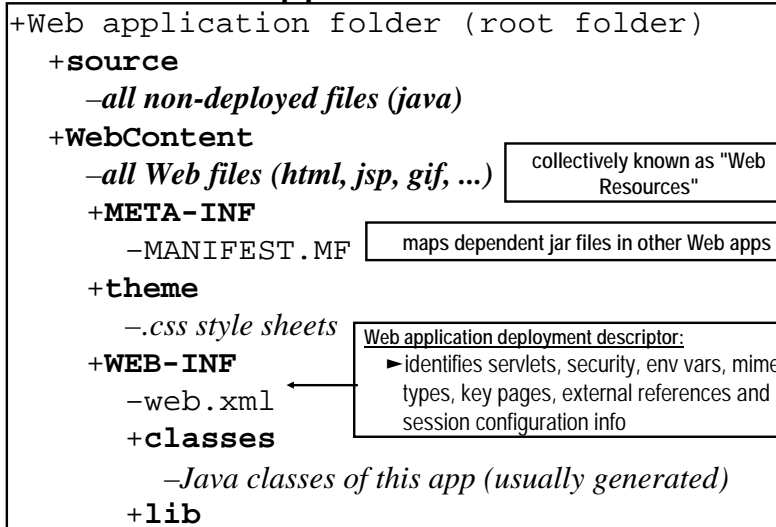 +Web application folder (root folder)
+source
–all non-deployed files (java)
+WebContent
–all Web files (html, jsp, gif, ...)
collectively known as "Web
Resources"
+META-INF
–MANIFEST.MF
maps dependent jar files in other Web apps
+theme
–.css style sheets
+WEB-INF
–web.xml
Web application deployment descriptor:
►identifies servlets, security, env vars, mime
types, key pages, external references and
session configuration info
+classes
–Java classes of this app (usually generated)
+lib